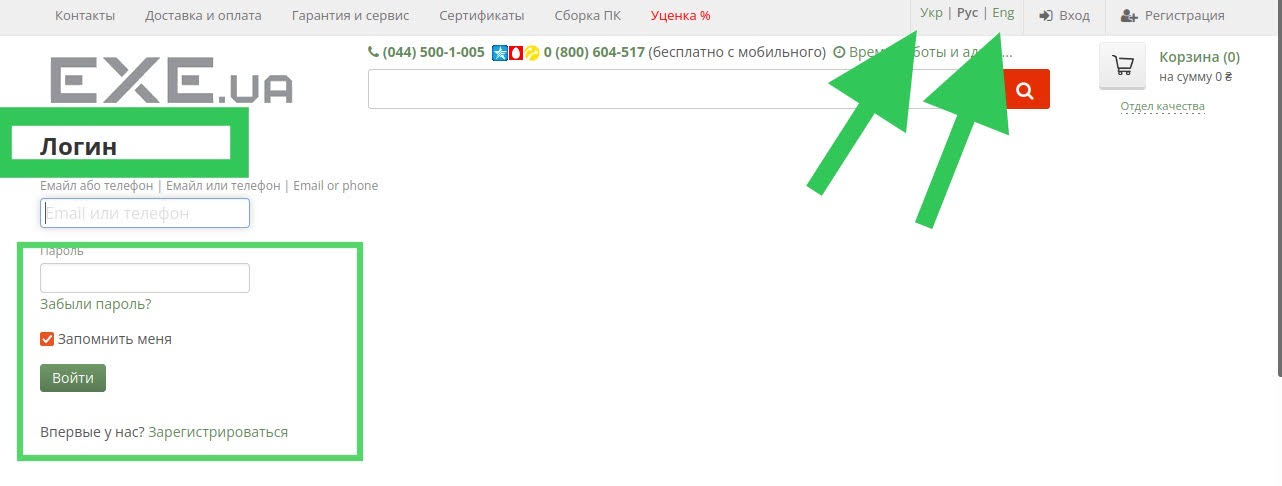 Контакты Доставка и оплата Гарантия и сервис Сертификаты Сборка ПК Уценка % Укр | Рус | Eng Вход Регистрация
EXE.UA
(044) 500-1-005 0 (800) 604-517 (бесплатно с мобильного) Время
Корзина (0)
на сумму 0 ₴
Отдел качества
Логин
Емайл або телефон | Емайл или телефон | Email or phone
Email или телефон
Пароль
Забыли пароль?
Запомнить меня
Войти
Впервые у нас? Зарегистрироваться